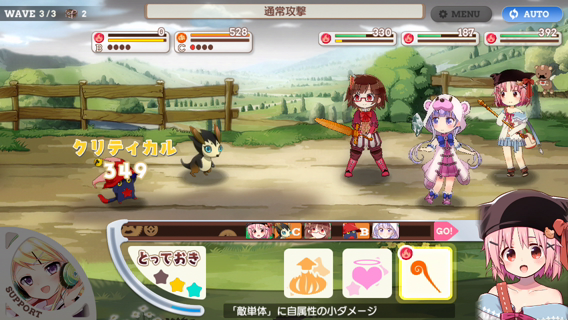 WAVE 3/3 2
通常攻撃
MENU
AUTO
0
B
528
C
330
187
392
クリティカル
349
C
B
GO!
とっておき
SUPPORT
「敵単体」に自属性の小ダメージ